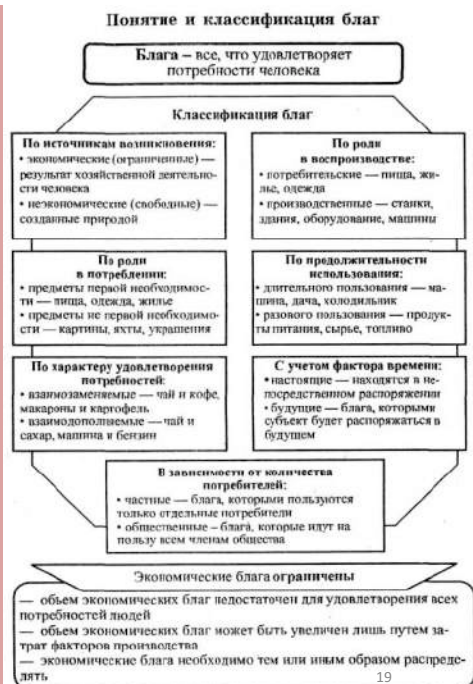 Понятие и классификация благ
Блага – все, что удовлетворяет
потребности человека
Классификация благ
По источникам возникновения:
• экономические (ограниченные) —
результат хозяйственной деятельно-
сти человека
• неэкономические (свободные) —
созданные природой
По роли
в воспроизводстве:
• потребительские — пища, жи-
лье, одежда
• производственные — станки,
здания, оборудование, машины
По роли
в потреблении:
• предметы первой необходимос-
ти — пища, одежда, жилье
• предметы не первой необходимо-
сти — картины, яхты, украшения
По продолжительности
использования:
• длительного пользования — ма-
шина, дача, холодильник
• разового пользования — продук-
ты питания, сырье, топливо
По характеру удовлетворения
потребностей:
• взаимозаменяемые — чай и кофе,
макароны и картофель
• взаимодополняемые — чай и
сахар, машина и бензин
С учетом фактора времени:
• настоящие — находятся в не-
посредственном распоряжении
• будущие — блага, которыми
субъект будет распоряжаться в
будущем
В зависимости от количества
потребителей:
• частные — блага, которыми пользуются
только отдельные потребители
• общественные – блага, которые идут на
пользу всем членам общества
Экономические блага ограничены
— объем экономических благ недостаточен для удовлетворения всех
потребностей людей
— объем экономических благ может быть увеличен лишь путем за-
трат факторов производства
— экономические блага необходимо тем или иным образом распреде-
лять
19